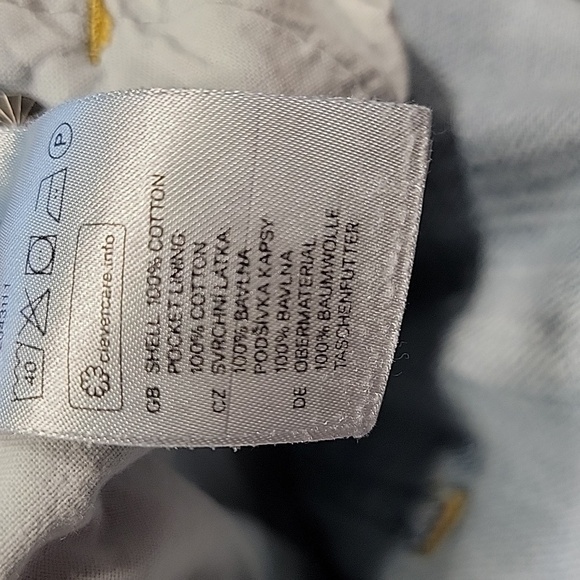 40
P
clevercare.info
GB SHELL 100% COTTON
POCKET LINING
100% COTTON
CZ SVRCHNI LÁTKA
100% BAVLNA
PODŠÍVKA KAPSY
100% BAVLNA
DE OBERMATERIAL
100% BAUMWOLLE
TASCHENFUTTER